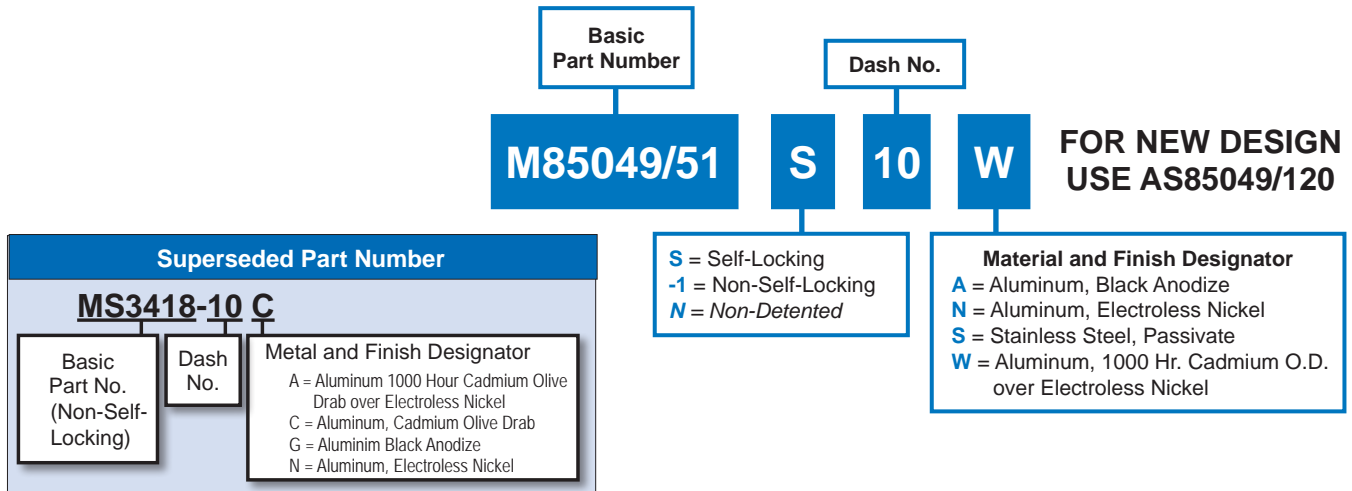 Basic
Part Number
Dash No.
M85049/51 S 10 W
FOR NEW DESIGN
USE AS85049/120
S = Self-Locking
-1 = Non-Self-Locking
N = Non-Detented
Material and Finish Designator
A = Aluminum, Black Anodize
N = Aluminum, Electroless Nickel
S = Stainless Steel, Passivate
W = Aluminum, 1000 Hr. Cadmium O.D.
over Electroless Nickel
Superseded Part Number
MS3418-10 C
Basic
Part No.
(Non-Self-
Locking)
Dash
No.
Metal and Finish Designator
A = Aluminum 1000 Hour Cadmium Olive
Drab over Electroless Nickel
C = Aluminum, Cadmium Olive Drab
G = Aluminim Black Anodize
N = Aluminum, Electroless Nickel